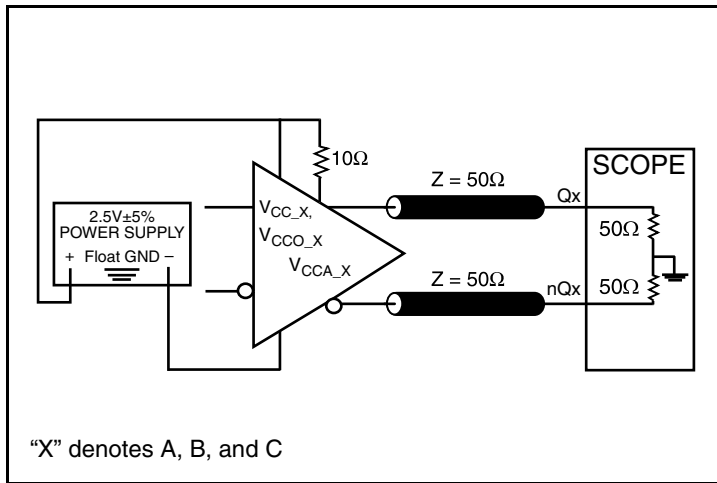 10Ω
SCOPE
Z = 50Ω
Qx
2.5V±5%
POWER SUPPLY
+ Float GND –
V_CC_X,
V_CCO_X
V_CCA_X
50Ω
Z = 50Ω
nQx
50Ω
“X” denotes A, B, and C